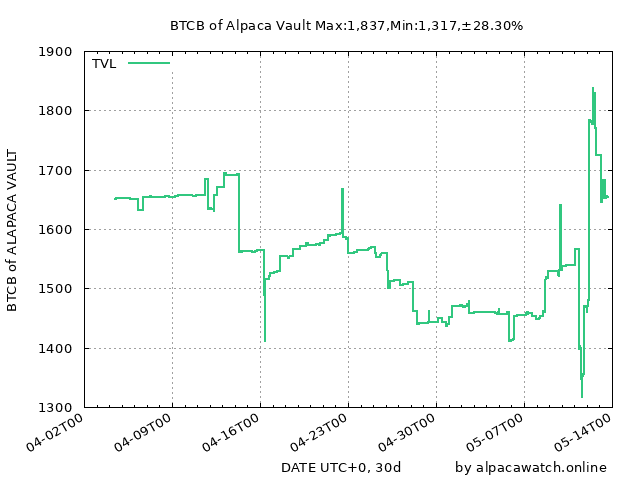 BTCB of Alpaca Vault Max:1,837,Min:1,317,±28.30%
TVL
1900
1800
1700
1600
1500
1400
1300
BTCB of ALAPACA VAULT
04-02T00
04-09T00
04-16T00
04-23T00
04-30T00
05-07T00
05-14T00
DATE UTC+0, 30d
by alpacawatch.online